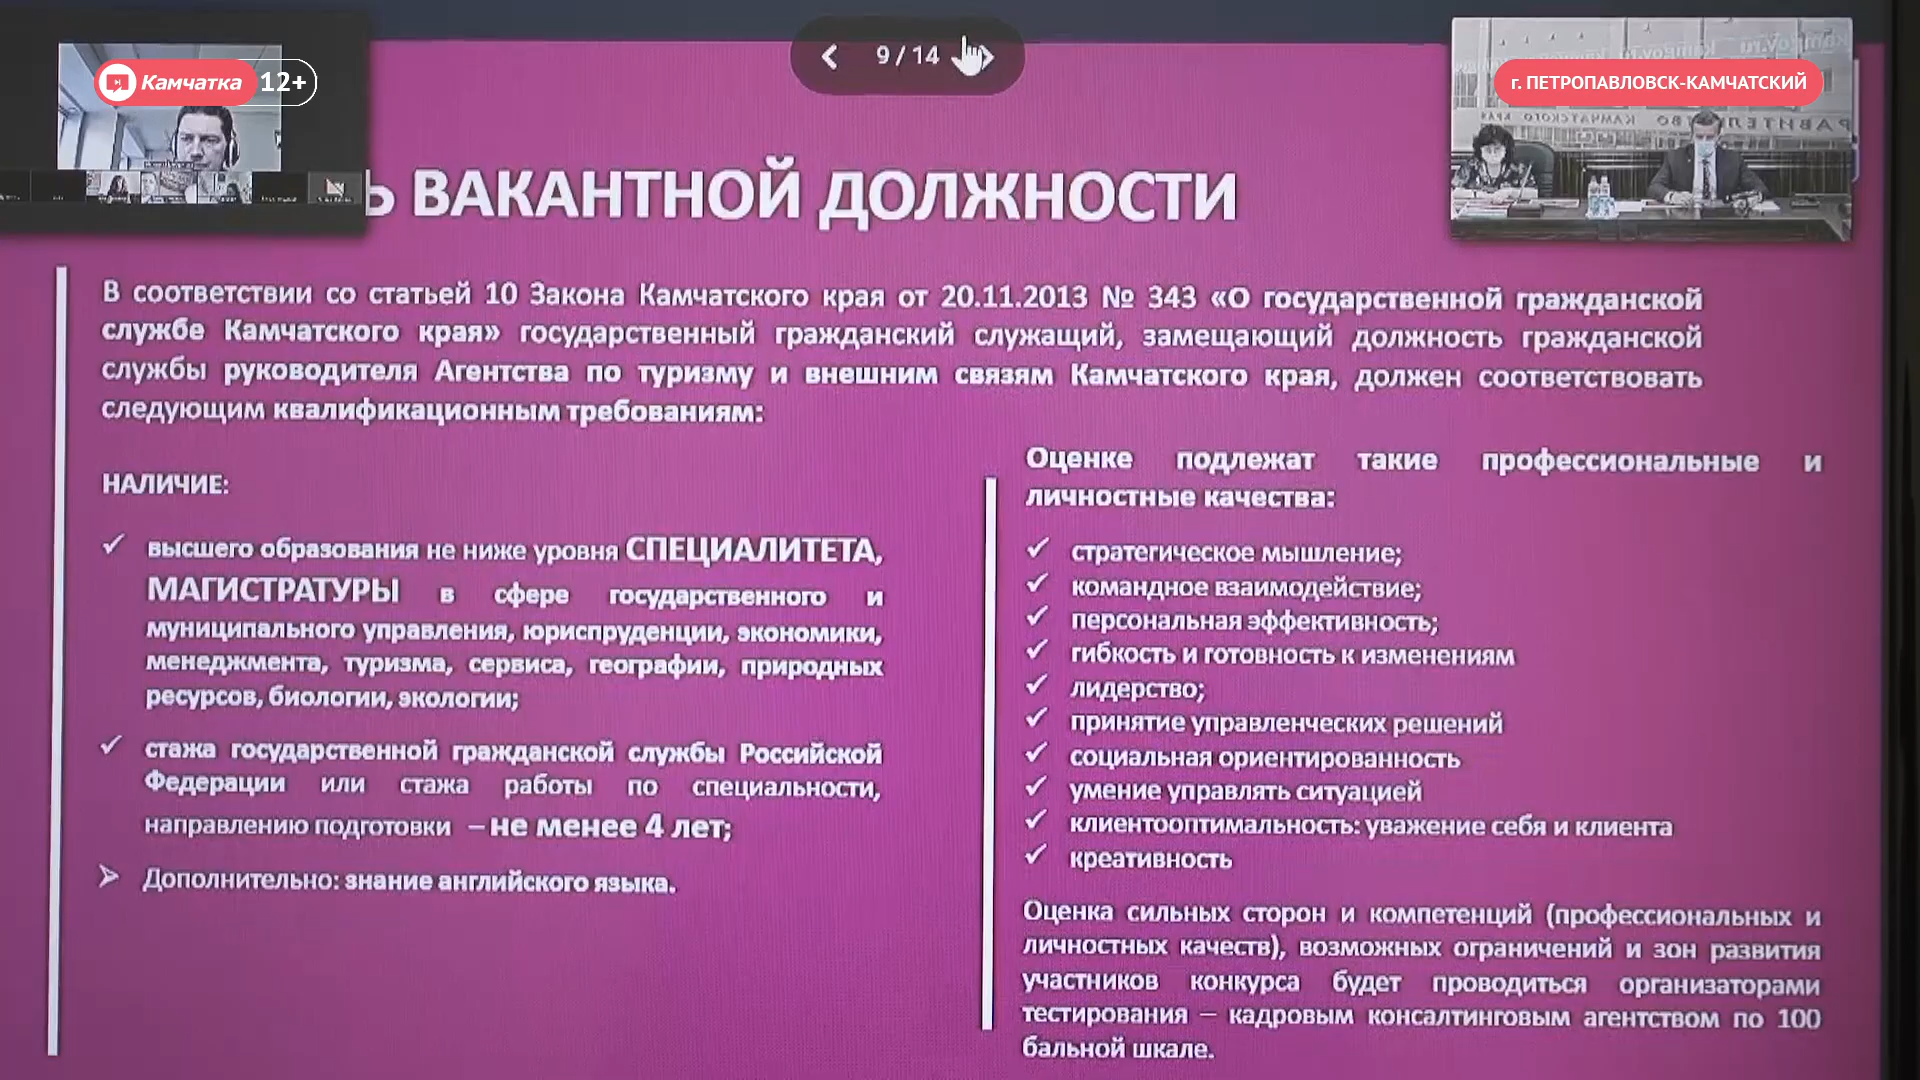 Камчатка 12+
9 / 14
г. ПЕТРОПАВЛОВСК-КАМЧАТСКИЙ
КАМЧАТСКОГО
Ь ВАКАНТНОЙ ДОЛЖНОСТИ
В соответствии со статьей 10 Закона Камчатского края от 20.11.2013 № 343 «О государственной гражданской
службе Камчатского края» государственный гражданский служащий, замещающий должность гражданской
службы руководителя Агентства по туризму и внешним связям Камчатского края, должен соответствовать
следующим квалификационным требованиям:
НАЛИЧИЕ:
✓ высшего образования не ниже уровня СПЕЦИАЛИТЕТА,
МАГИСТРАТУРЫ в сфере государственного и
муниципального управления, юриспруденции, экономики,
менеджмента, туризма, сервиса, географии, природных
ресурсов, биологии, экологии;
✓ стажа государственной гражданской службы Российской
Федерации или стажа работы по специальности,
направлению подготовки – не менее 4 лет;
➢ Дополнительно: знание английского языка.
Оценке подлежат такие профессиональные и
личностные качества:
✓ стратегическое мышление;
✓ командное взаимодействие;
✓ персональная эффективность;
✓ гибкость и готовность к изменениям
✓ лидерство;
✓ принятие управленческих решений
✓ социальная ориентированность
✓ умение управлять ситуацией
✓ клиентооптимальность: уважение себя и клиента
✓ креативность
Оценка сильных сторон и компетенций (профессиональных и
личностных качеств), возможных ограничений и зон развития
участников конкурса будет проводиться организаторами
тестирования – кадровым консалтинговым агентством по 100
бальной шкале.